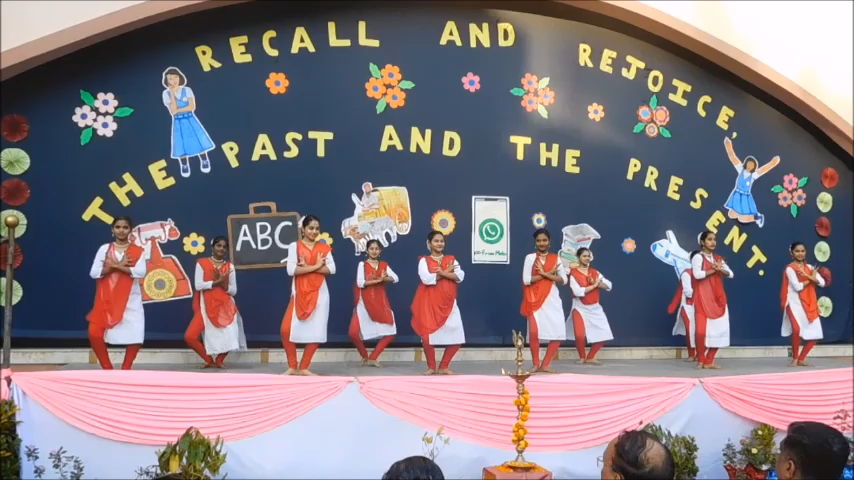 RECALL AND REJOICE,
THE PAST AND THE PRESENT.
ABC